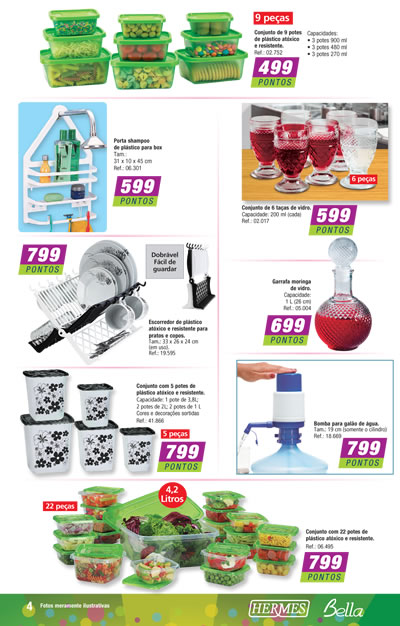 9 peças
Conjunto de 9 potes
de plástico atóxico
e resistente.
Ref.: 02.752
Capacidades:
• 3 potes 900 ml
• 3 potes 480 ml
• 3 potes 270 ml
499
PONTOS
Porta shampoo
de plástico para box
Tam.:
31 x 10 x 45 cm
Ref.: 06.301
599
PONTOS
6 peças
Conjunto de 6 taças de vidro.
Capacidade: 200 ml (cada)
Ref.: 02.017
599
PONTOS
799
PONTOS
Dobrável
Fácil de
guardar
Escorredor de plástico
atóxico e resistente para
pratos e copos.
Tam.: 33 x 26 x 24 cm
(em uso).
Ref.: 19.595
Garrafa moringa
de vidro.
Capacidade:
1 L (26 cm)
Ref.: 05.004
699
PONTOS
Conjunto com 5 potes de
plástico atóxico e resistente.
Capacidade: 1 pote de 3,8L;
2 potes de 2L; 2 potes de 1 L
Cores e decorações sortidas
Ref.: 41.866
5 peças
799
PONTOS
Bomba para galão de água.
Tam.: 19 cm (somente o cilindro)
Ref.: 18.669
799
PONTOS
22 peças
4,2
Litros
Conjunto com 22 potes de
plástico atóxico e resistente.
Ref.: 06.495
799
PONTOS
4
Fotos meramente ilustrativas
HERMES
Bella